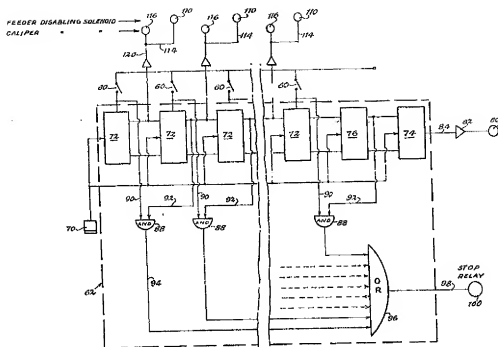 FEEDER DISABLING SOLENOID
116 110 116 110 116 110
CALIPER " "
114 114 114
120
60 60 60 60
72 72 72 72 76 74 84 82 80
90 92 90 92 90 92
70
AND 88 AND 88 AND 88
62
94
OR
STOP
RELAY
98
100
96